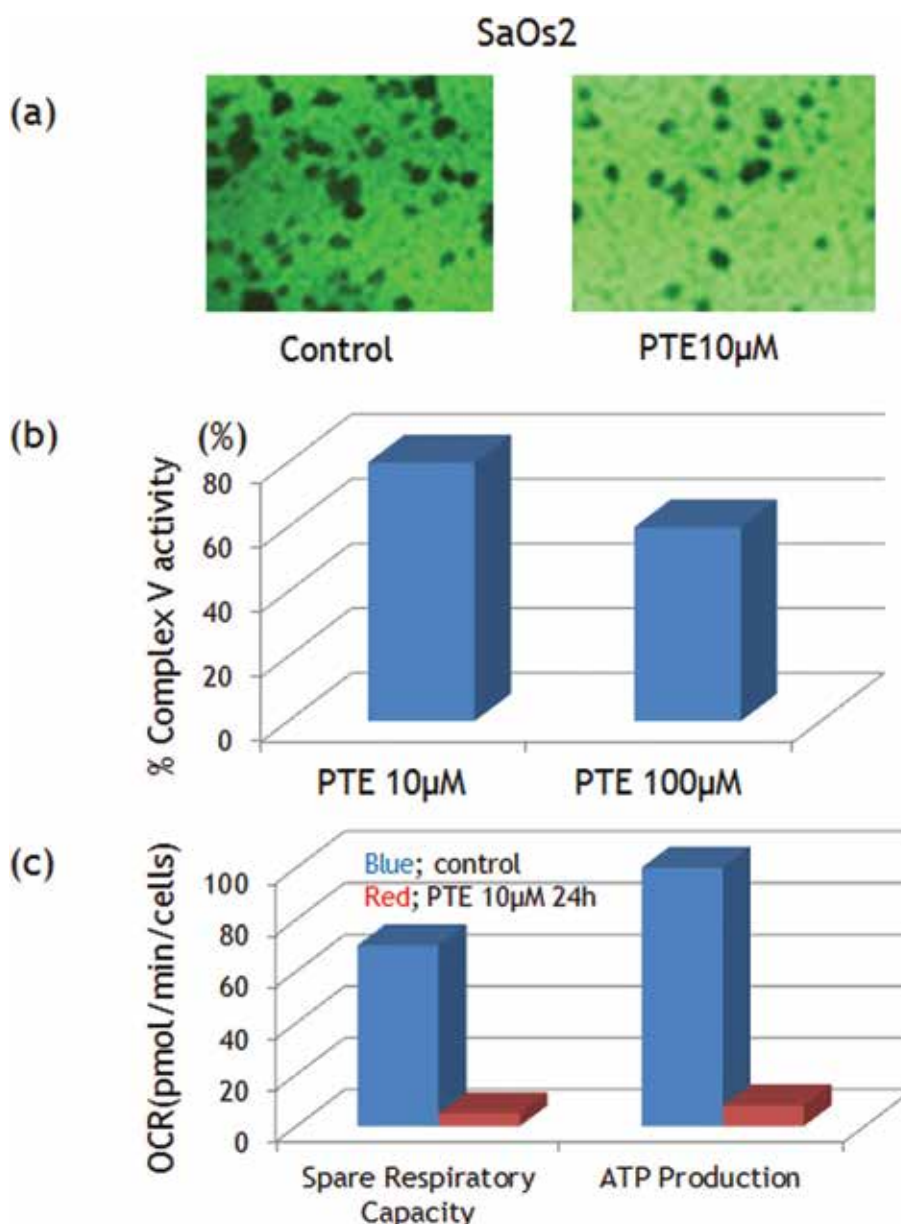 SaOs2
(a)
Control
PTE10µM
(b)
(%)
% Complex V activity
80
60
40
20
0
PTE 10µM
PTE 100µM
(c)
OCR(pmol/min/cells)
Blue; control
Red; PTE 10µM 24h
100
80
60
40
20
0
Spare Respiratory
Capacity
ATP Production